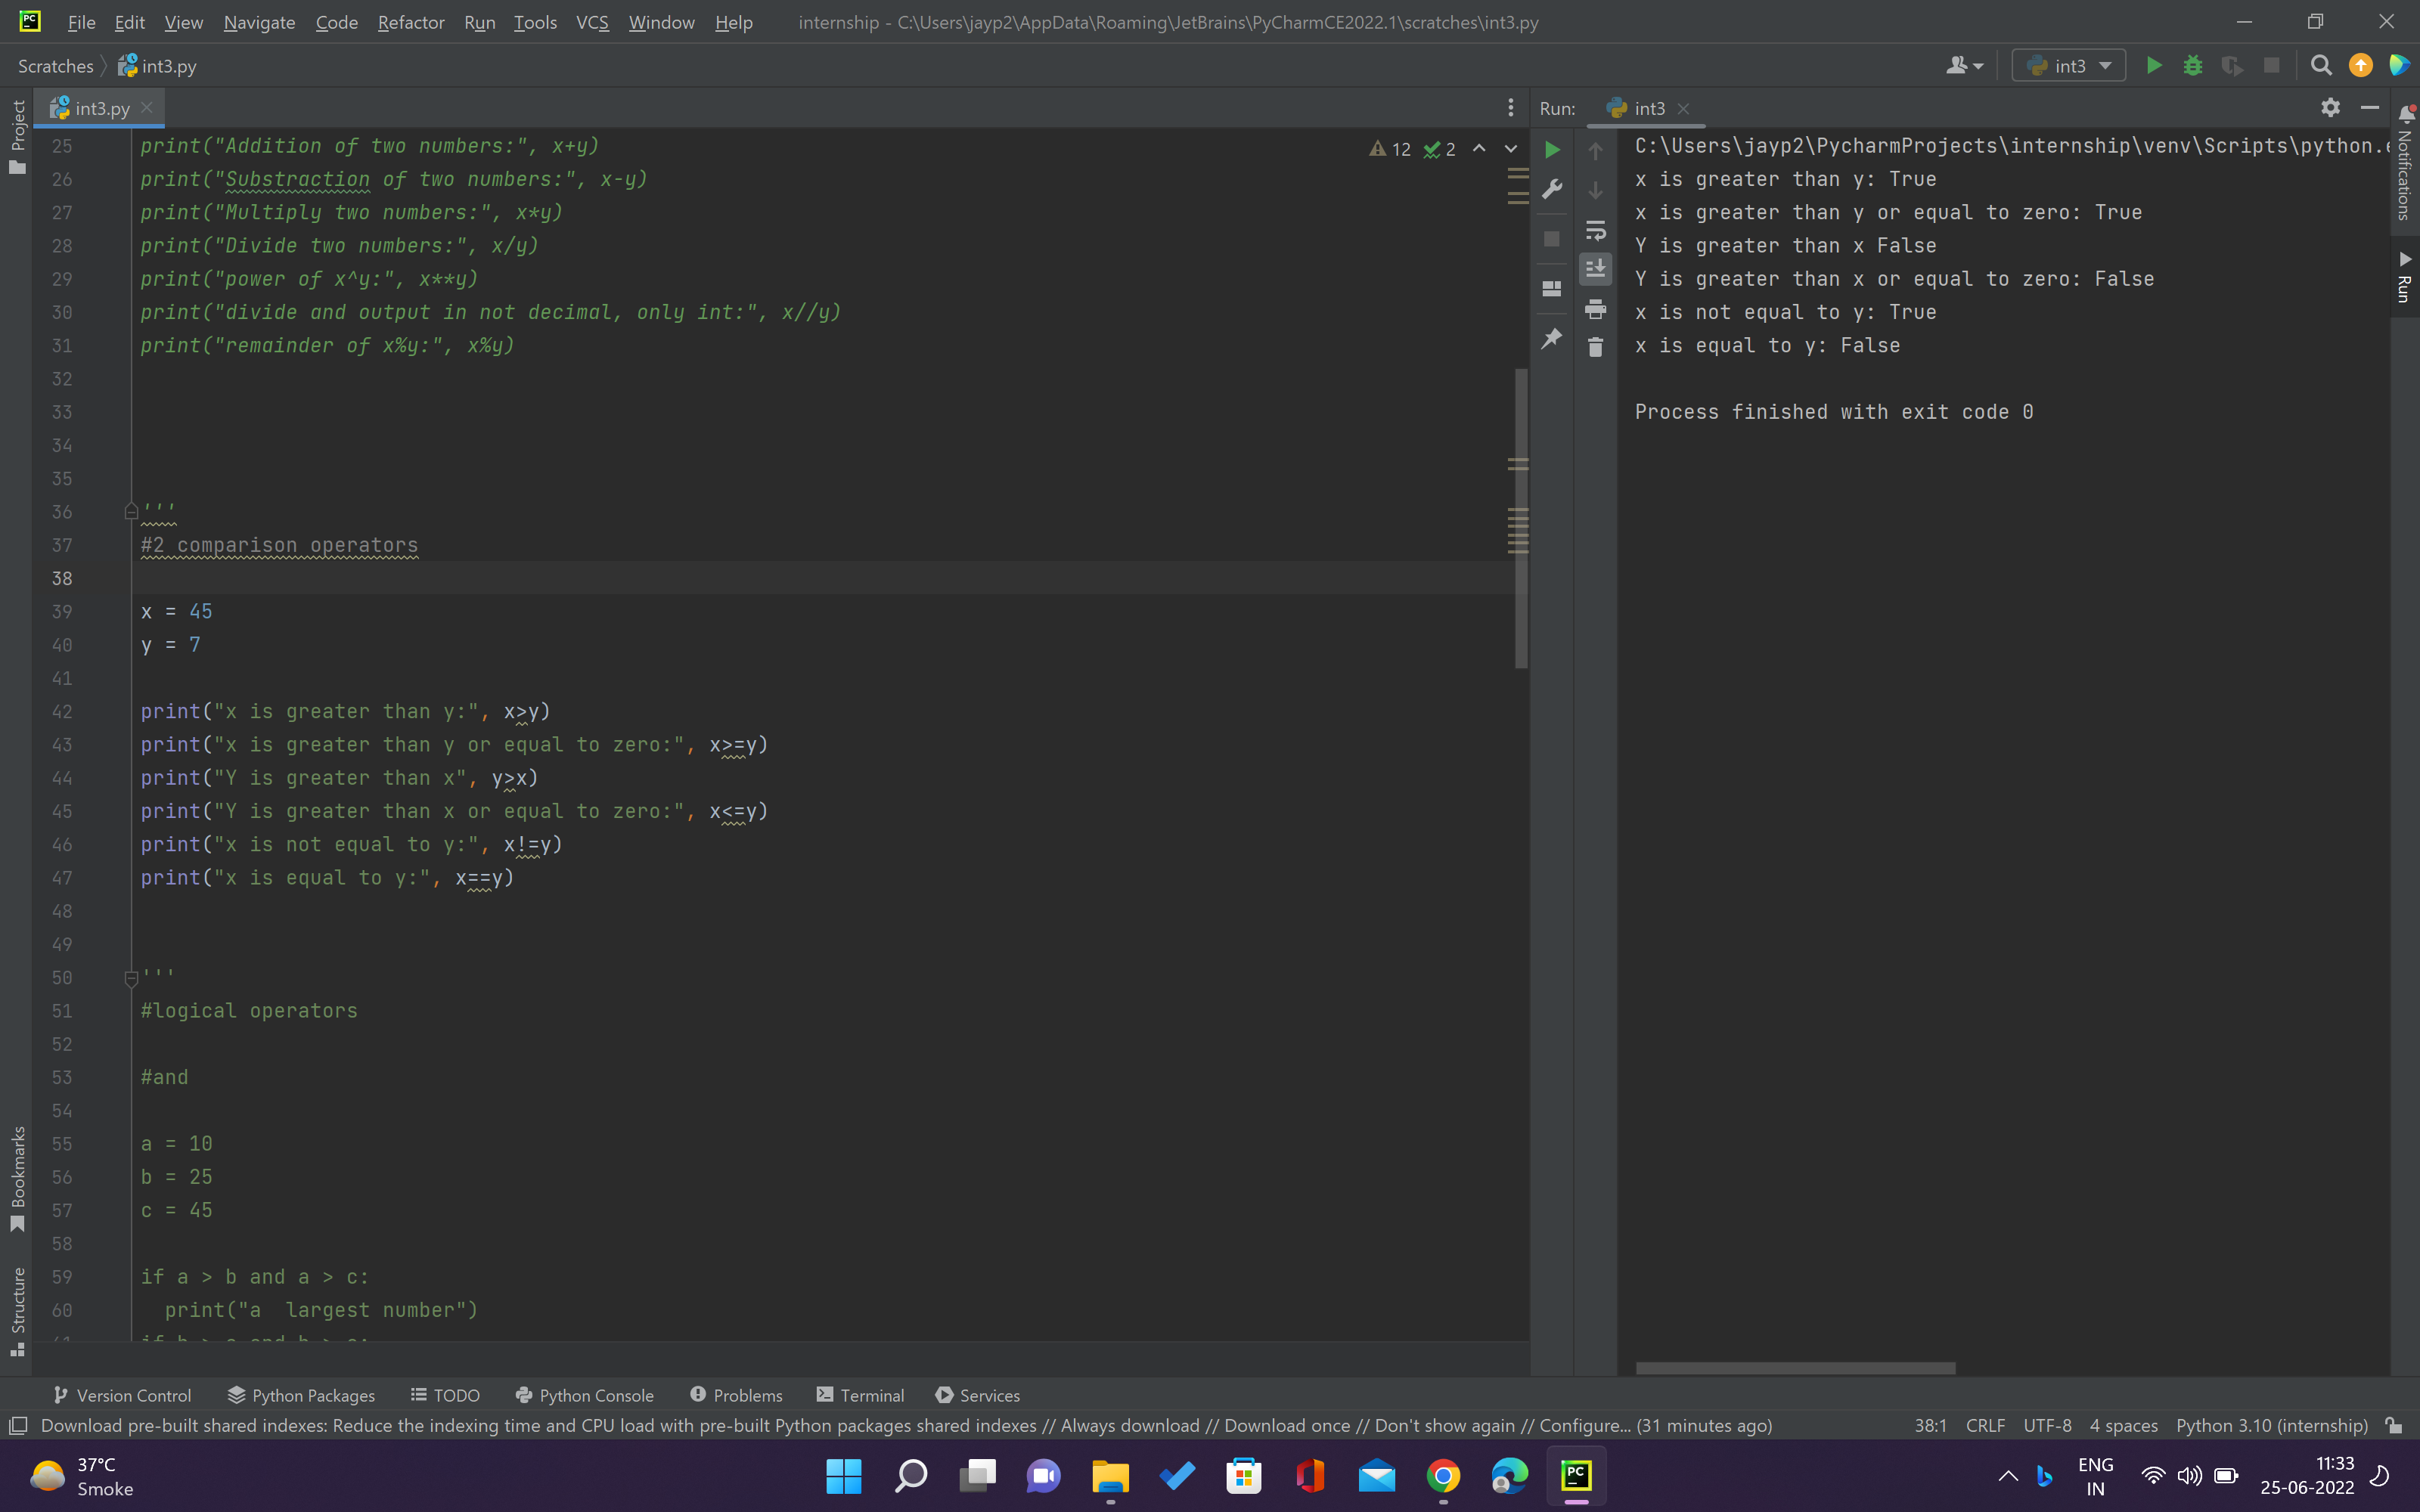 File Edit View Navigate Code Refactor Run Tools VCS Window Help internship - C:\Users\jayp2\AppData\Roaming\JetBrains\PyCharmCE2022.1\scratches\int3.py
Scratches int3.py int3
Project
int3.py
12 2
25 print("Addition of two numbers:", x+y)
26 print("Substraction of two numbers:", x-y)
27 print("Multiply two numbers:", x*y)
28 print("Divide two numbers:", x/y)
29 print("power of x^y:", x**y)
30 print("divide and output in not decimal, only int:", x//y)
31 print("remainder of x%y:", x%y)
32
33
34
35
36 '''
37 #2 comparison operators
38
39 x = 45
40 y = 7
41
42 print("x is greater than y:", x>y)
43 print("x is greater than y or equal to zero:", x>=y)
44 print("Y is greater than x", y>x)
45 print("Y is greater than x or equal to zero:", x<=y)
46 print("x is not equal to y:", x!=y)
47 print("x is equal to y:", x==y)
48
49
50 '''
51 #logical operators
52
53 #and
54
55 a = 10
56 b = 25
57 c = 45
58
59 if a > b and a > c:
60 print("a  largest number")
Run: int3
C:\Users\jayp2\PycharmProjects\internship\venv\Scripts\python.e
x is greater than y: True
x is greater than y or equal to zero: True
Y is greater than x False
Y is greater than x or equal to zero: False
x is not equal to y: True
x is equal to y: False
Process finished with exit code 0
Notifications
Run
Bookmarks
Structure
Version Control Python Packages TODO Python Console Problems Terminal Services
Download pre-built shared indexes: Reduce the indexing time and CPU load with pre-built Python packages shared indexes // Always download // Download once // Don't show again // Configure... (31 minutes ago) 38:1 CRLF UTF-8 4 spaces Python 3.10 (internship)
37°C
Smoke
ENG
IN
11:33
25-06-2022